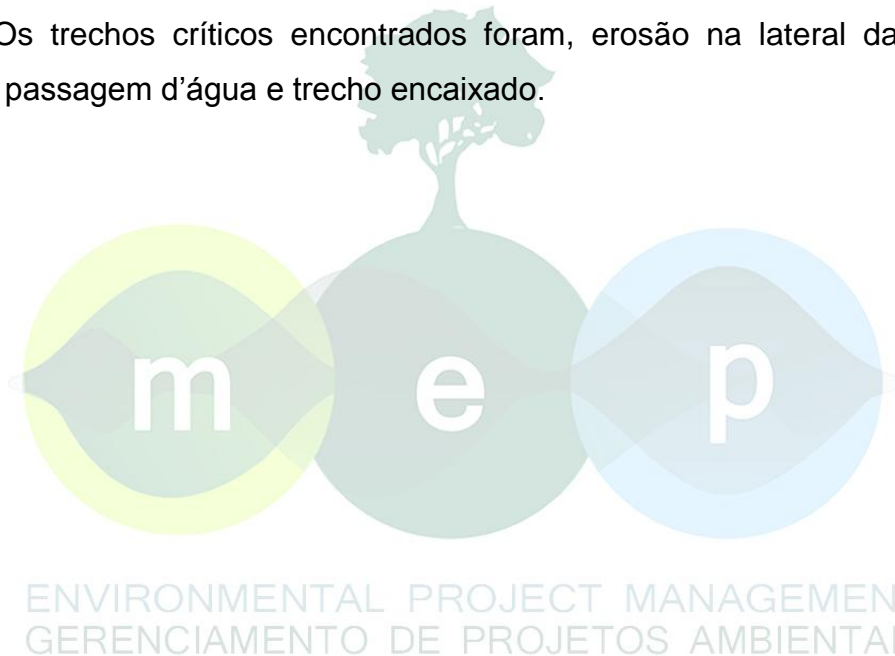 Os trechos críticos encontrados foram, erosão na lateral da
passagem d’água e trecho encaixado.
m e p
ENVIRONMENTAL PROJECT MANAGEMEN
GERENCIAMENTO DE PROJETOS AMBIENTA